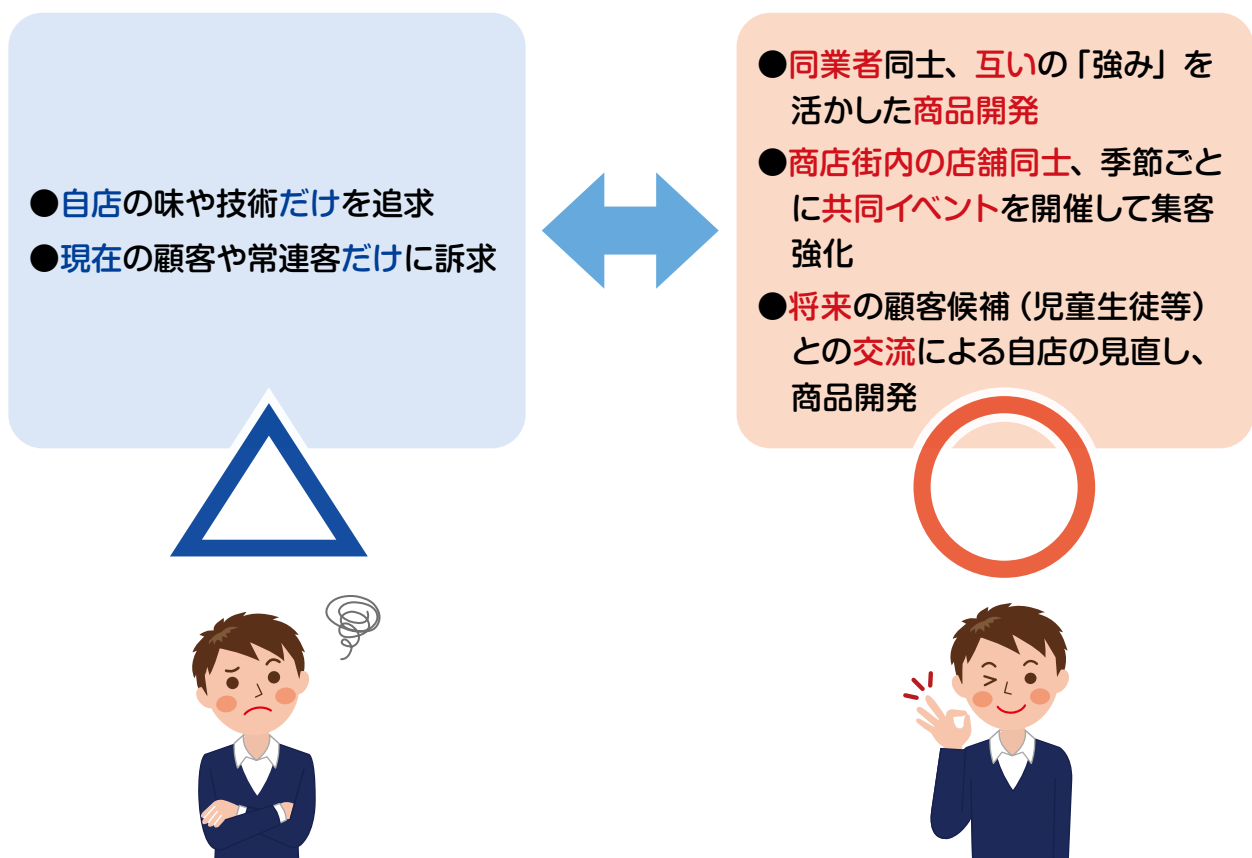 ●自店の味や技術だけを追求
●現在の顧客や常連客だけに訴求
●同業者同士、互いの「強み」を
活かした商品開発
●商店街内の店舗同士、季節ごと
に共同イベントを開催して集客
強化
●将来の顧客候補（児童生徒等）
との交流による自店の見直し、
商品開発